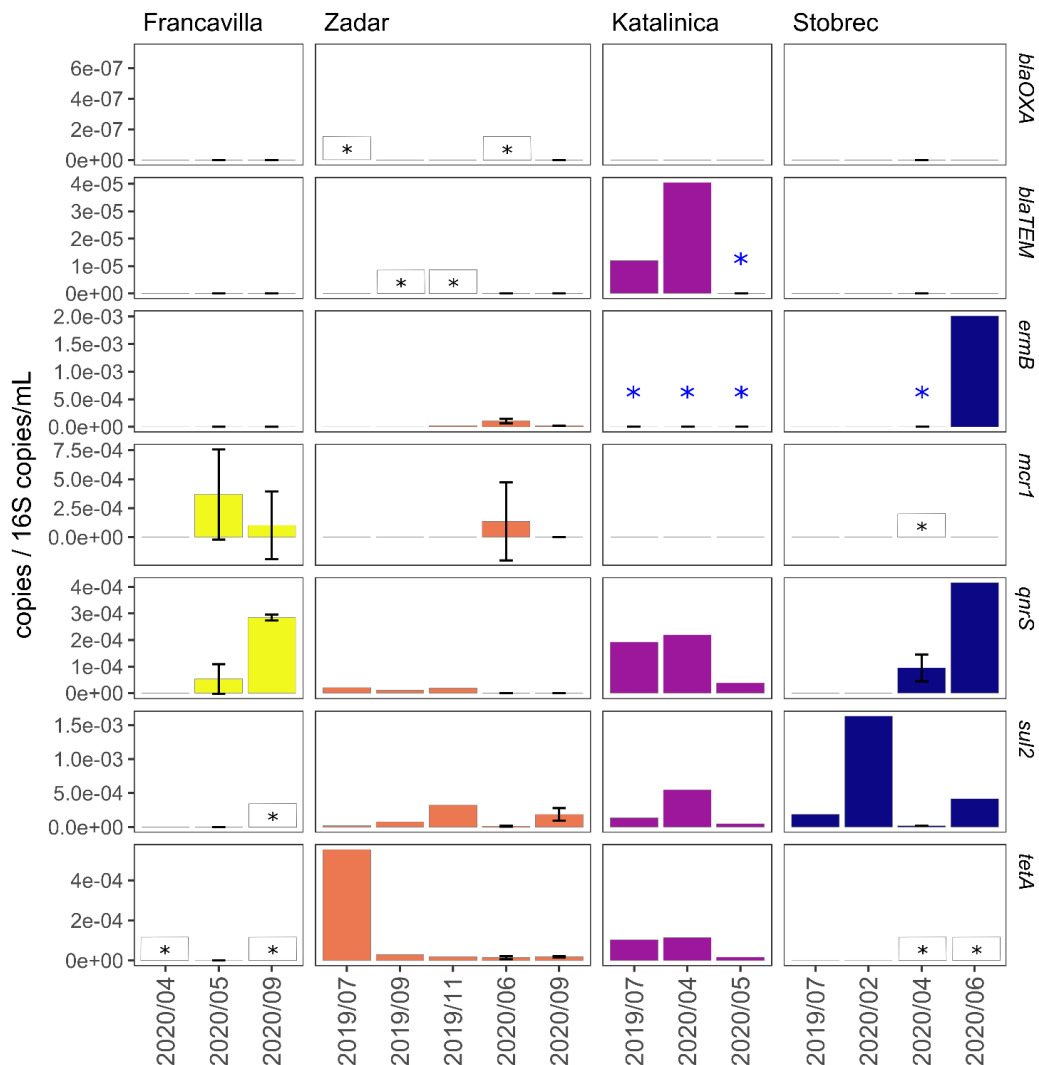 Francavilla Zadar Katalinica Stobrec
copies / 16S copies/mL
6e-07
4e-07
2e-07
0e+00
* *
blaOXA
4e-05
3e-05
2e-05
1e-05
0e+00
* * *
blaTEM
2.0e-03
1.5e-03
1.0e-03
5.0e-04
0.0e+00
* * * *
ermB
7.5e-04
5.0e-04
2.5e-04
0.0e+00
*
mcr1
4e-04
3e-04
2e-04
1e-04
0e+00
qnrS
1.5e-03
1.0e-03
5.0e-04
0.0e+00
*
sul2
4e-04
2e-04
0e+00
* * * *
tetA
2020/04 2020/05 2020/09 2019/07 2019/09 2019/11 2020/06 2020/09 2019/07 2020/04 2020/05 2019/07 2020/02 2020/04 2020/06